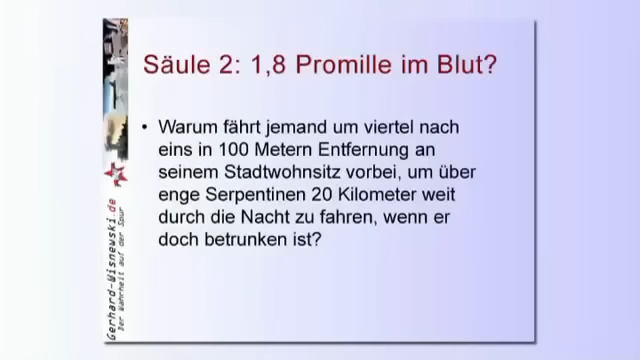 Säule 2: 1,8 Promille im Blut?
• Warum fährt jemand um viertel nach
eins in 100 Metern Entfernung an
seinem Stadtwohnsitz vorbei, um über
enge Serpentinen 20 Kilometer weit
durch die Nacht zu fahren, wenn er
doch betrunken ist?
Gerhard-Wisnewski.de
Der Wahrheit auf der Spur